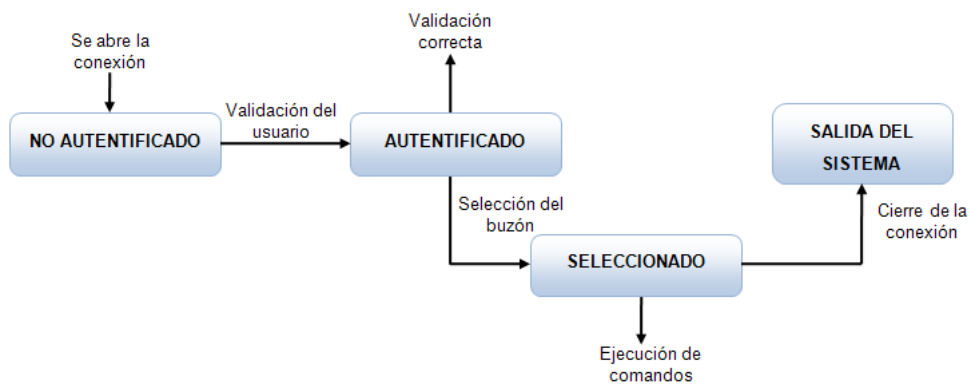 Se abre la
conexión
NO AUTENTIFICADO
Validación del
usuario
Validación
correcta
AUTENTIFICADO
Selección del
buzón
SELECCIONADO
Ejecución de
comandos
SALIDA DEL
SISTEMA
Cierre de la
conexión